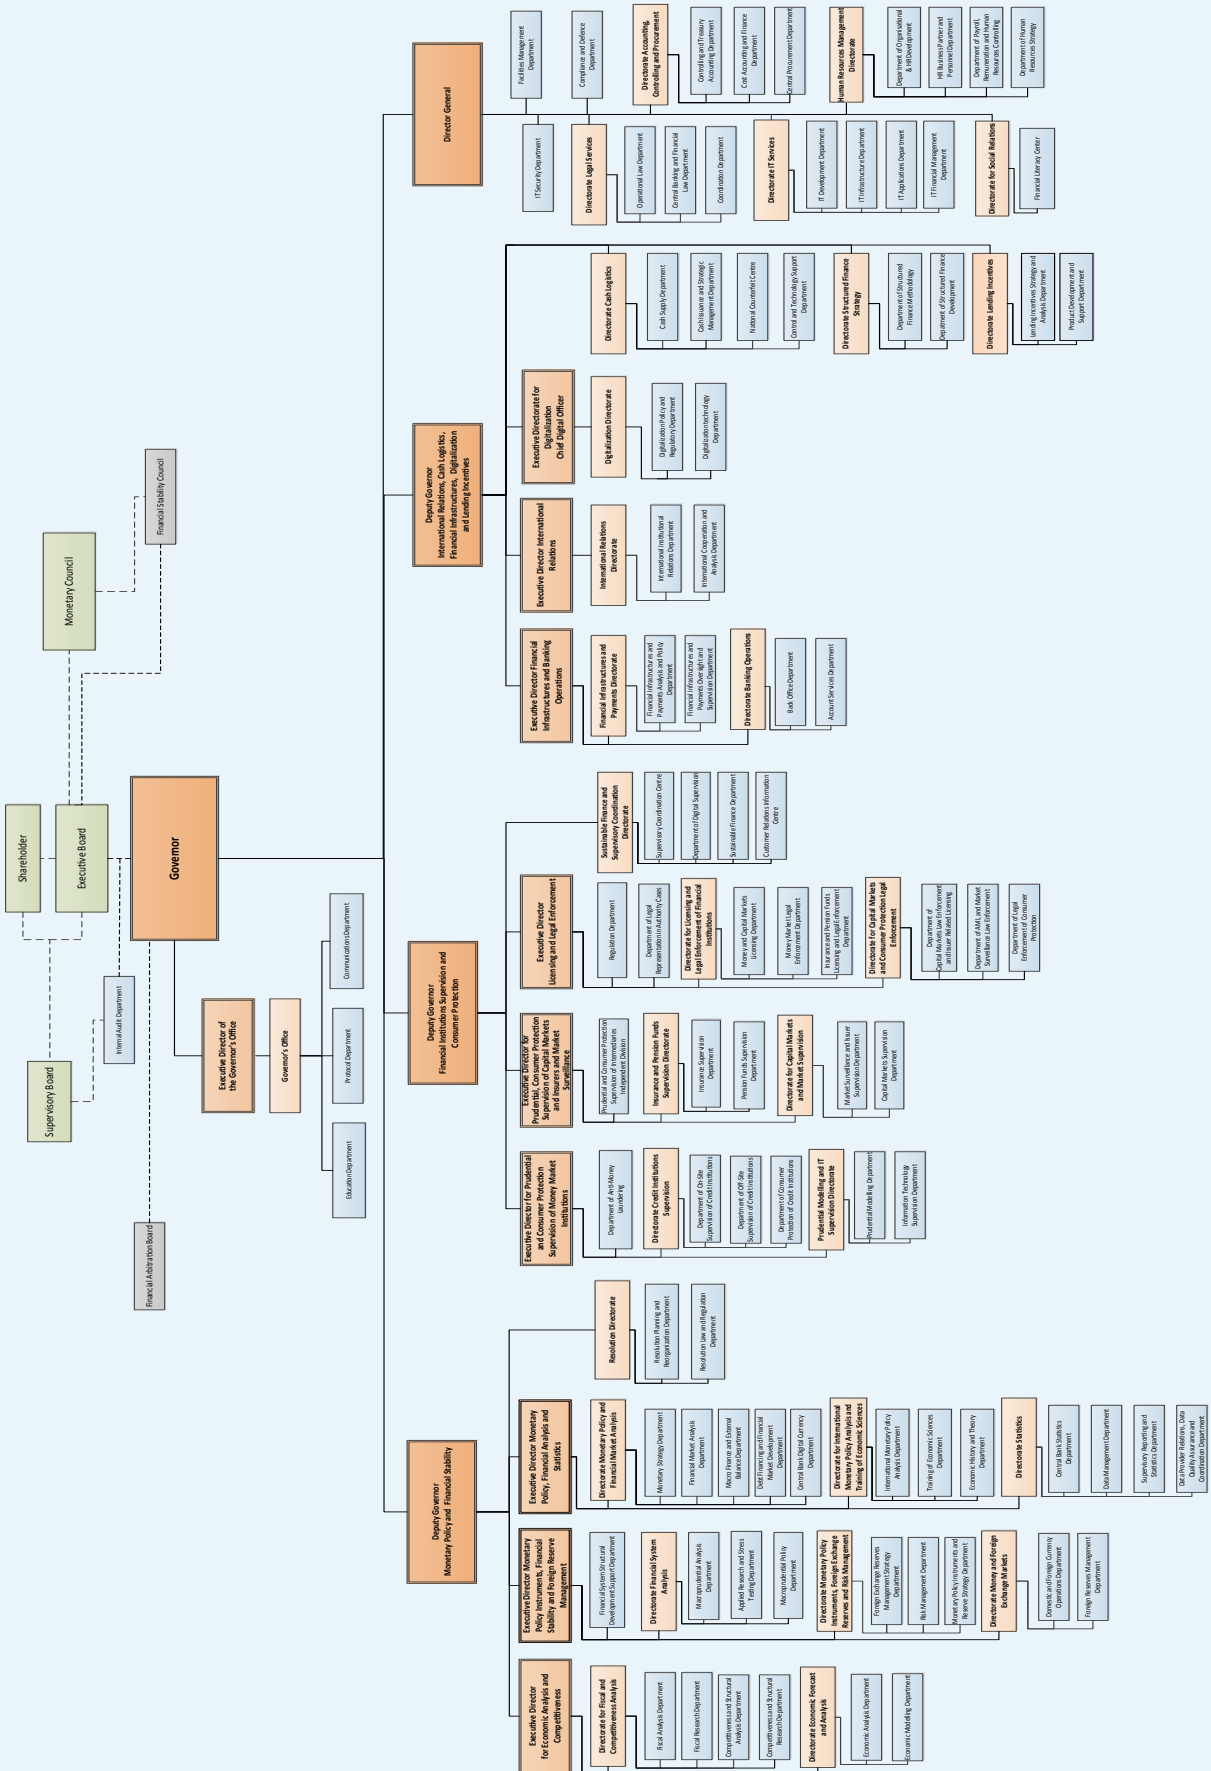 Shareholder
Executive Board
Monetary Council
Supervisory Board
Financial Stability Council
Internal Audit Department
Financial Arbitration Board
Governor
Executive Director of
the Governor's Office
Governor's Office
Education Department
Protocol Department
Communications Department
Deputy Governor
Monetary Policy and Financial Stability
Executive Director
for Economic Analysis and
Competitiveness
Directorate for Fiscal and
Competitiveness Analysis
Fiscal Analysis Department
Fiscal Research Department
Competitiveness and Structural
Analysis Department
Competitiveness and Structural
Research Department
Directorate Economic Forecast
and Analysis
Economic Analysis Department
Economic Modelling Department
Executive Director Monetary
Policy Instruments, Financial
Stability and Foreign Reserve
Management
Financial System Structural
Development Support Department
Directorate Financial System
Analysis
Macroprudential Analysis
Department
Applied Research and Stress
Testing Department
Macroprudential Policy
Department
Directorate Monetary Policy
Instruments, Foreign Exchange
Reserves and Risk Management
Foreign Exchange Reserves
Management Strategy
Department
Risk Management Department
Monetary Policy Instruments and
Reserve Strategy Department
Directorate Money and Foreign
Exchange Markets
Domestic and Foreign Currency
Operations Department
Foreign Reserves Management
Department
Executive Director Monetary
Policy, Financial Analysis and
Statistics
Directorate Monetary Policy and
Financial Market Analysis
Monetary Strategy Department
Financial Market Analysis
Department
Macro Finance and External
Balance Department
Debt Financing and Financial
Market Development
Department
Central Bank Digital Currency
Department
Directorate for International
Monetary Policy Analysis and
Training of Economic Sciences
International Monetary Policy
Analysis Department
Training of Economic Sciences
Department
Economic History and Theory
Department
Directorate Statistics
Central Bank Statistics
Department
Data Management Department
Supervisory Reporting and
Statistics Department
Data Provider Relations, Data
Quality Assurance and
Coordination Department
Resolution Directorate
Resolution Planning and
Reorganization Department
Resolution Law and Regulation
Department
Deputy Governor
Financial Institutions Supervision and
Consumer Protection
Executive Director for Prudential
and Consumer Protection
Supervision of Money Market
Institutions
Department of Anti-Money
Laundering
Directorate Credit Institutions
Supervision
Department of On-Site
Supervision of Credit Institutions
Department of Off-Site
Supervision of Credit Institutions
Department of Consumer
Protection of Credit Institutions
Prudential Modelling and IT
Supervision Directorate
Prudential Modelling Department
Information Technology
Supervision Department
Executive Director for
Prudential, Consumer Protection
Supervision of Capital Markets
and Insurers and Market
Surveillance
Prudential and Consumer Protection
Supervision of Intermediaries
Independent Division
Insurance and Pension Funds
Supervision Directorate
Insurance Supervision
Department
Pension Funds Supervision
Department
Directorate for Capital Markets
and Market Supervision
Market Surveillance and Issuer
Supervision Department
Capital Markets Supervision
Department
Executive Director
Licensing and Legal Enforcement
Regulation Department
Department of Legal
Representation in Authority Cases
Directorate for Licensing and
Legal Enforcement of Financial
Institutions
Money and Capital Markets
Licensing Department
Money Market Legal
Enforcement Department
Insurance and Pension Funds
Licensing and Legal Enforcement
Department
Directorate for Capital Markets
and Consumer Protection Legal
Enforcement
Department of
Capital Markets law Enforcement
and Issuer Related Licensing
Department of AML and Market
Surveillance Law Enforcement
Department of Legal
Enforcement of Consumer
Protection
Sustainable Finance and
Supervisory Coordination
Directorate
Supervisory Coordination Centre
Department of Digital Supervision
Sustainable Finance Department
Customer Relations Information
Centre
Deputy Governor
International Relations, Cash Logistics,
Financial Infrastructures, Digitalization
and Lending Incentives
Executive Director Financial
Infrastructures and Banking
Operations
Financial Infrastructures and
Payments Directorate
Financial Infrastructures and
Payments Analysis and Policy
Department
Financial Infrastructures and
Payments Oversight and
Supervision Department
Directorate Banking Operations
Back Office Department
Account Services Department
Executive Director International
Relations
International Relations
Directorate
International Institutional
Relations Department
International Cooperation and
Analysis Department
Executive Directorate for
Digitalization
Chief Digital Officer
Digitalization Directorate
Digitalization Policy and
Regulatory Department
Digitalization technology
Department
Directorate Cash Logistics
Cash Supply Department
Cash Issuance and Strategic
Management Department
National Counterfeit Centre
Control and Technology Support
Department
Directorate Structured Finance
Strategy
Department of Structured
Finance Methodology
Depatment of Structured Finance
Development
Directorate Lending Incentives
Lending Incentives Strategy and
Analysis Department
Product Development and
Support Department
Director General
IT Security Department
Facilities Management
Department
Directorate Legal Services
Operational Law Department
Central Banking and Financial
Law Department
Coordination Department
Compliance and Defence
Department
Directorate Accounting,
Controlling and Procurement
Controlling and Treasury
Accounting Department
Cost Accounting and Finance
Department
Central Procurement Department
Directorate IT Services
IT Development Department
IT Infrastructure Department
IT Applications Department
IT Financial Management
Department
Human Resources Management
Directorate
Department of Organisational
& HR Development
HR Business Partner and
Personnel Department
Department of Payroll,
Remuneration and Human
Resources Controlling
Department of Human
Resources Strategy
Directorate for Social Relations
Financial Literacy Center